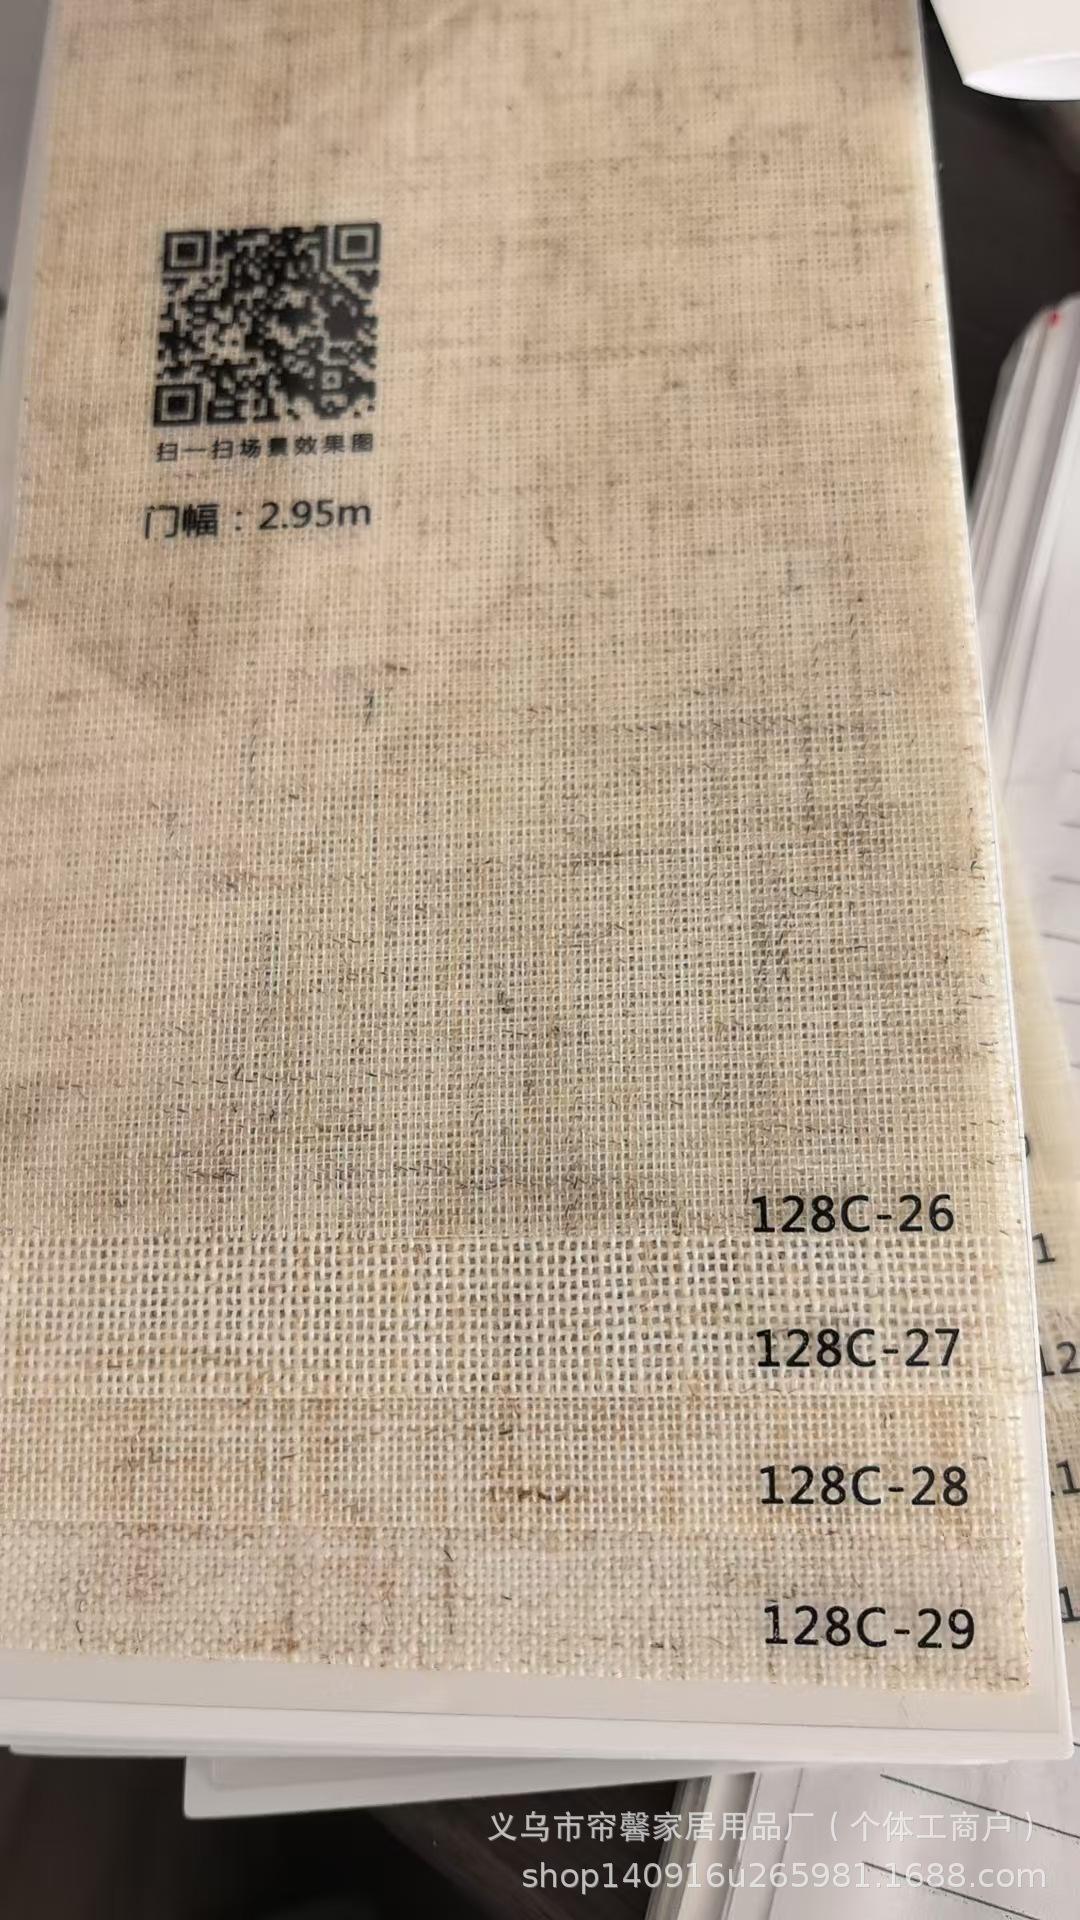 扫一扫场景效果图
门幅：2.95m
128C-26
128C-27
128C-28
128C-29
1
12
义乌市帘馨家居用品厂（个体工商户）
shop140916u265981.1688.com